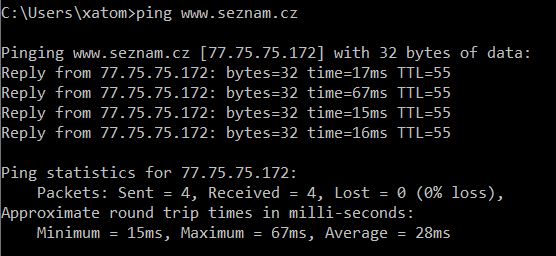 C:\Users\xatom>ping www.seznam.cz
Pinging www.seznam.cz [77.75.75.172] with 32 bytes of data:
Reply from 77.75.75.172: bytes=32 time=17ms TTL=55
Reply from 77.75.75.172: bytes=32 time=67ms TTL=55
Reply from 77.75.75.172: bytes=32 time=15ms TTL=55
Reply from 77.75.75.172: bytes=32 time=16ms TTL=55
Ping statistics for 77.75.75.172:
    Packets: Sent = 4, Received = 4, Lost = 0 (0% loss),
Approximate round trip times in milli-seconds:
    Minimum = 15ms, Maximum = 67ms, Average = 28ms